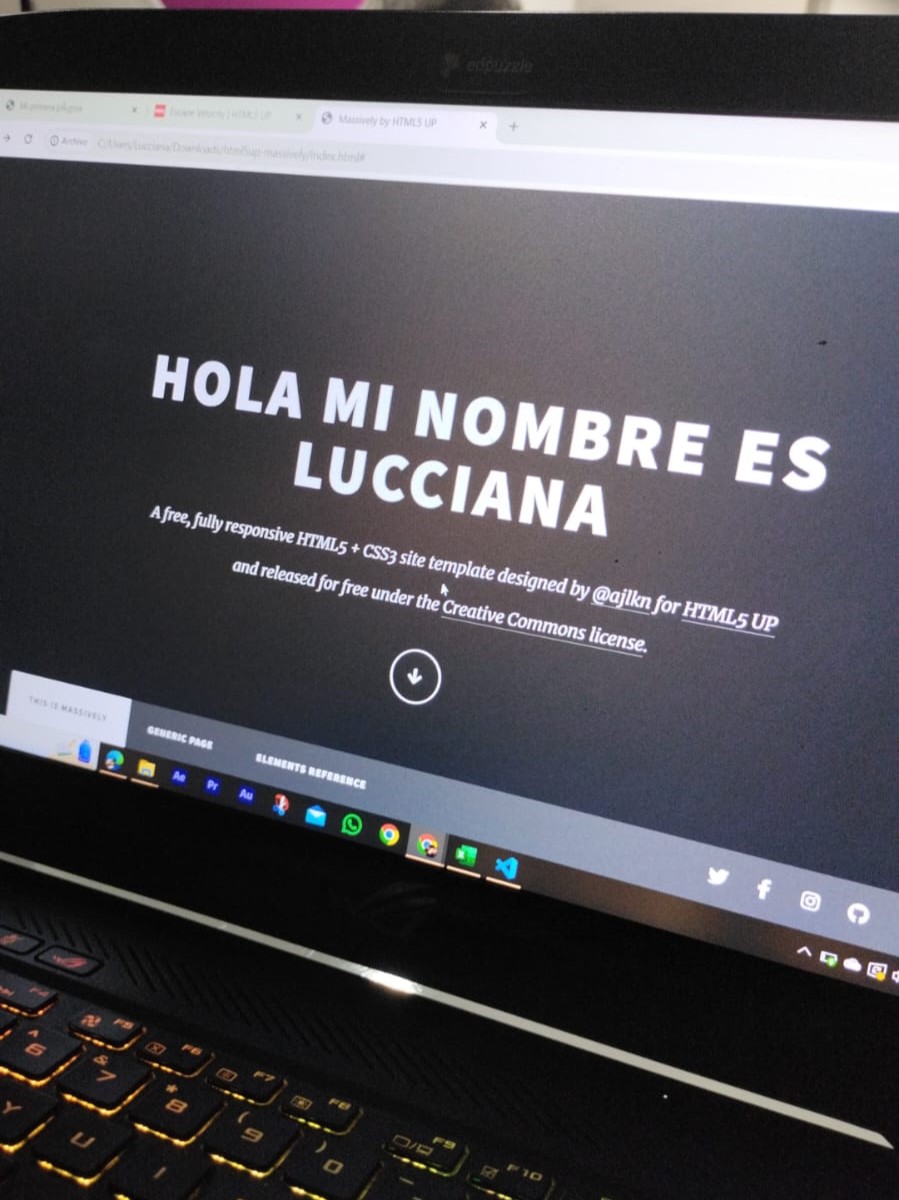 edpuzzle
Mi primera página
Escape Velocity | HTML5 UP
Massively by HTML5 UP
Archivo C:/Users/Lucciana/Downloads/html5up-massively/index.html#
HOLA MI NOMBRE ES
LUCCIANA
A free, fully responsive HTML5 + CSS3 site template designed by @ajlkn for HTML5 UP
and released for free under the Creative Commons license.
THIS IS MASSIVELY
GENERIC PAGE
ELEMENTS REFERENCE
Ae
Pr
Au
F4
F5
F6
F7
F8
F9
F10
^
6
&
7
*
8
(
9
)
0
Y
U
I